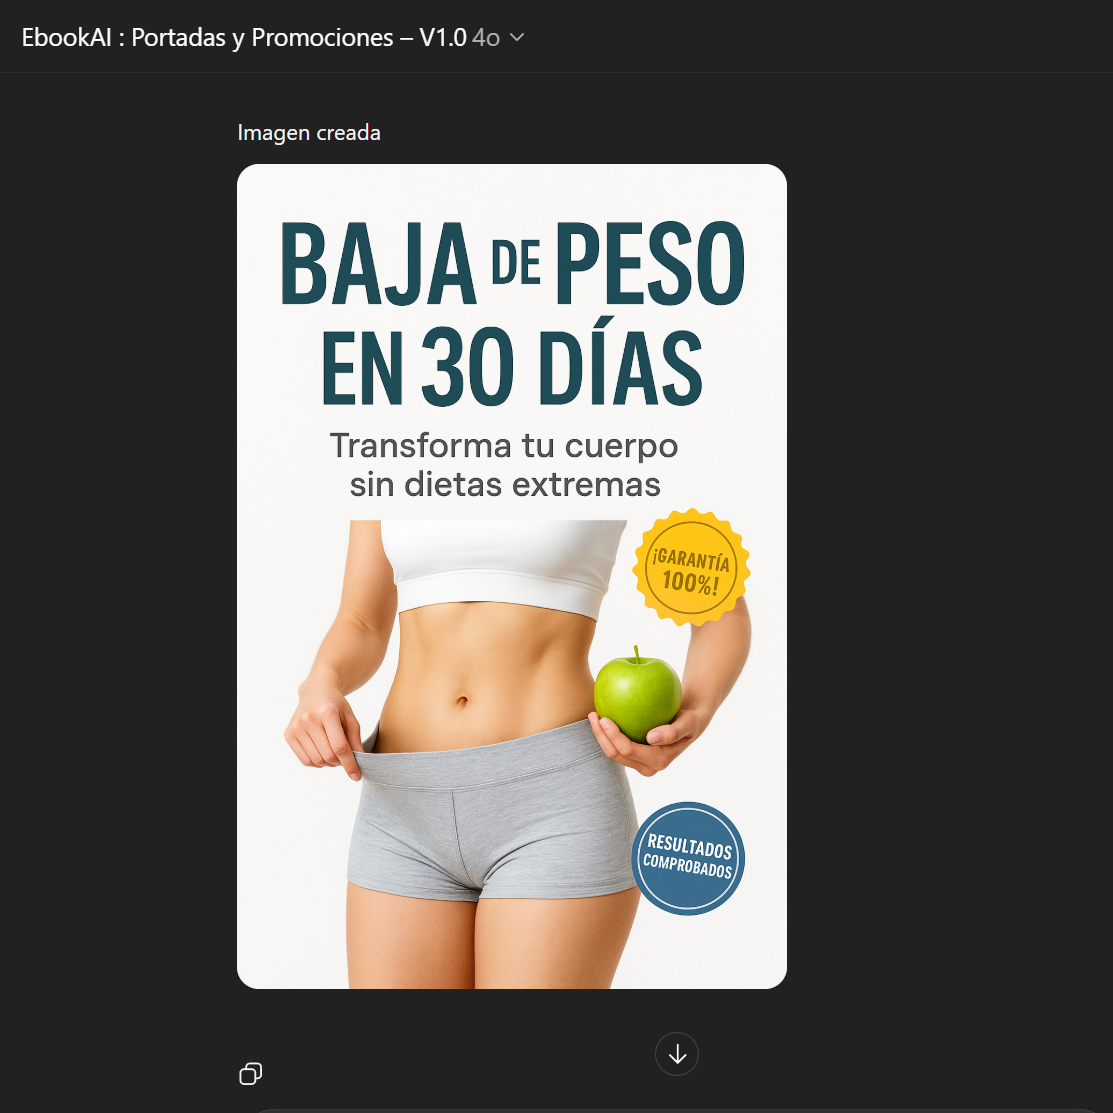 EbookAI : Portadas y Promociones – V1.0 4o
Imagen creada
BAJA DE PESO
EN 30 DÍAS
Transforma tu cuerpo
sin dietas extremas
¡GARANTÍA
100%!
RESULTADOS
COMPROBADOS